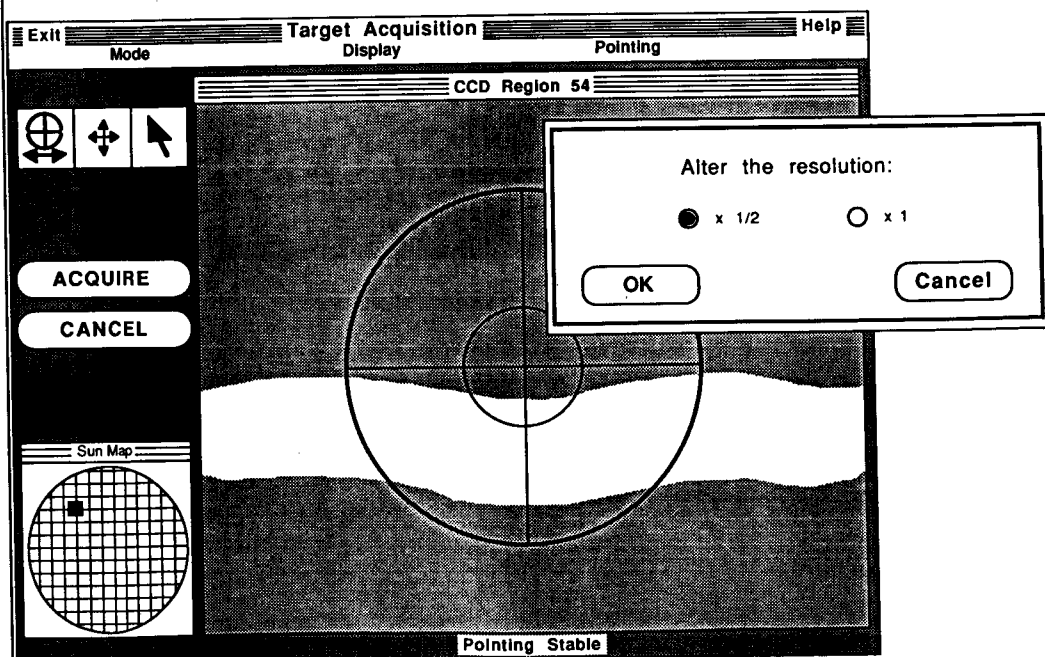 Exit Target Acquisition Help
Mode Display Pointing
CCD Region 54
Alter the resolution:
x 1/2 x 1
OK Cancel
ACQUIRE
CANCEL
Sun Map
Pointing Stable